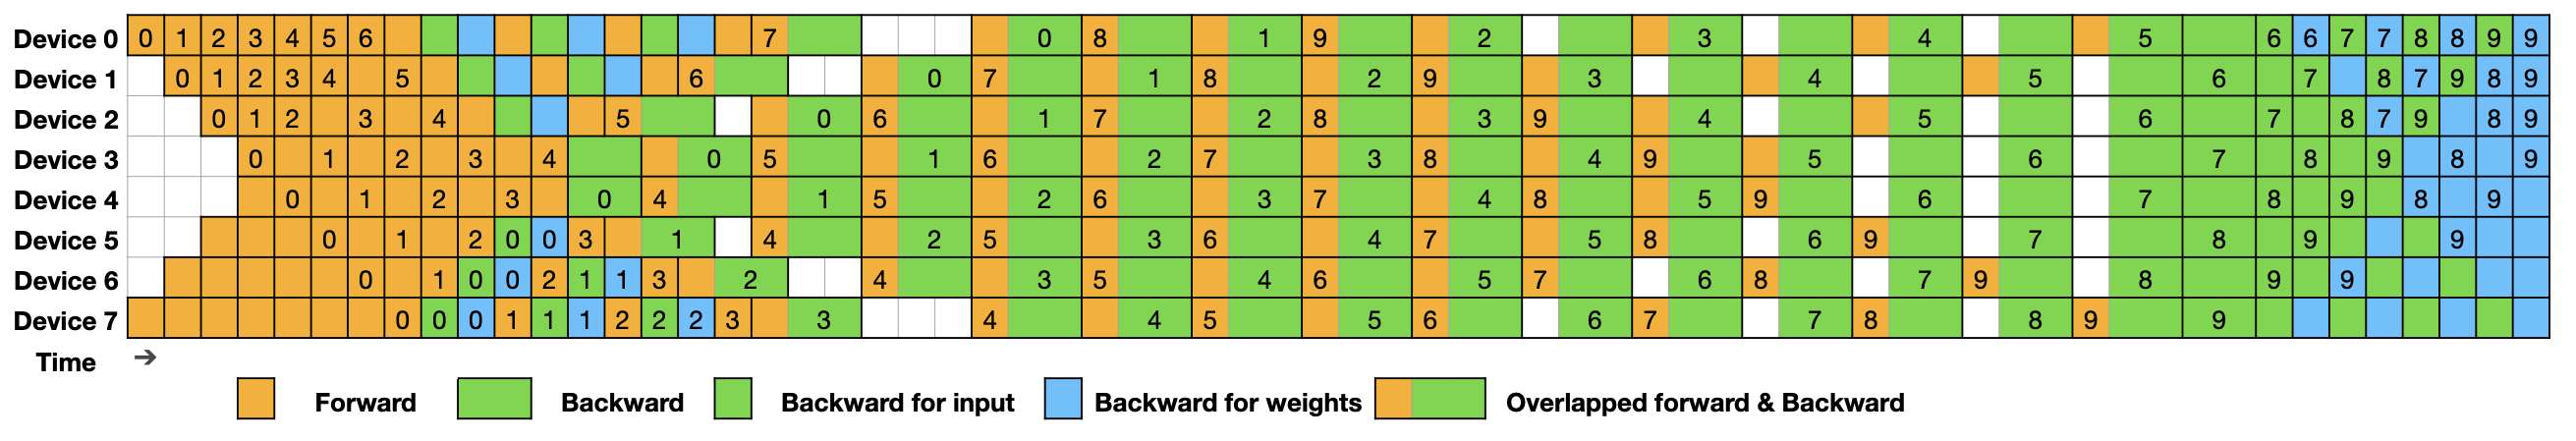 Device 0 0 1 2 3 4 5 6 7 0 8 1 9 2 3 4 5 6 6 7 7 8 8 9 9
Device 1 0 1 2 3 4 5 6 0 7 1 8 2 9 3 4 5 6 7 8 7 9 8 9
Device 2 0 1 2 3 4 5 0 6 1 7 2 8 3 9 4 5 6 7 8 7 9 8 9
Device 3 0 1 2 3 4 0 5 1 6 2 7 3 8 4 9 5 6 7 8 9 8 9
Device 4 0 1 2 3 0 4 1 5 2 6 3 7 4 8 5 9 6 7 8 9 8 9
Device 5 0 1 2 0 0 3 1 4 2 5 3 6 4 7 5 8 6 9 7 8 9 9
Device 6 0 1 0 0 2 1 1 3 2 4 3 5 4 6 5 7 6 8 7 9 8 9 9
Device 7 0 0 0 1 1 1 2 2 2 3 3 4 4 5 5 6 6 7 7 8 8 9 9
Time ➔
Forward Backward Backward for input Backward for weights Overlapped forward & Backward